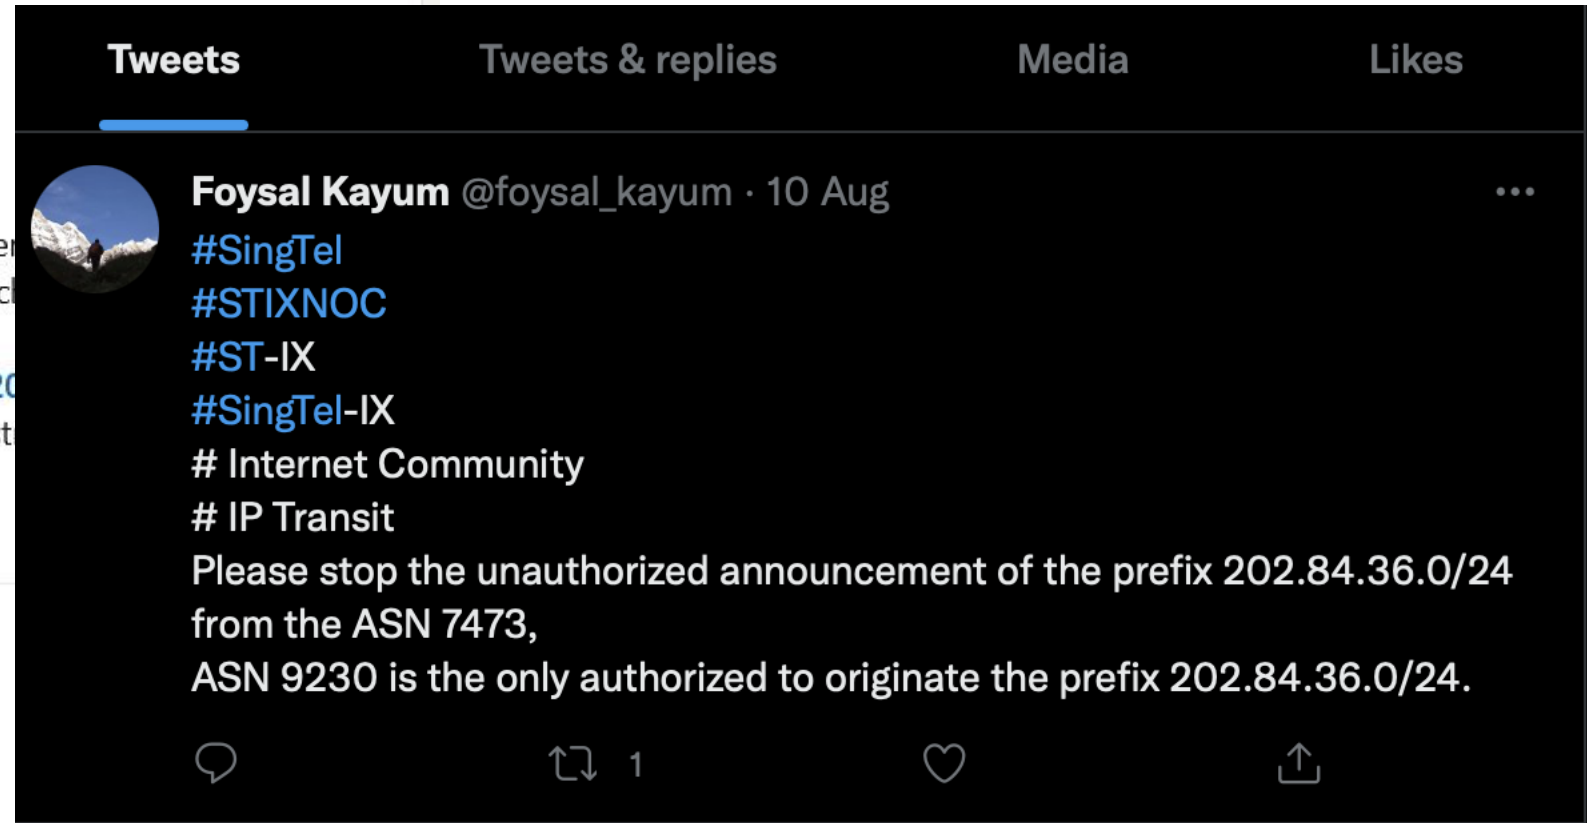 Tweets
Tweets & replies
Media
Likes
Foysal Kayum @foysal_kayum · 10 Aug
#SingTel
#STIXNOC
#ST-IX
#SingTel-IX
# Internet Community
# IP Transit
Please stop the unauthorized announcement of the prefix 202.84.36.0/24
from the ASN 7473,
ASN 9230 is the only authorized to originate the prefix 202.84.36.0/24.
1